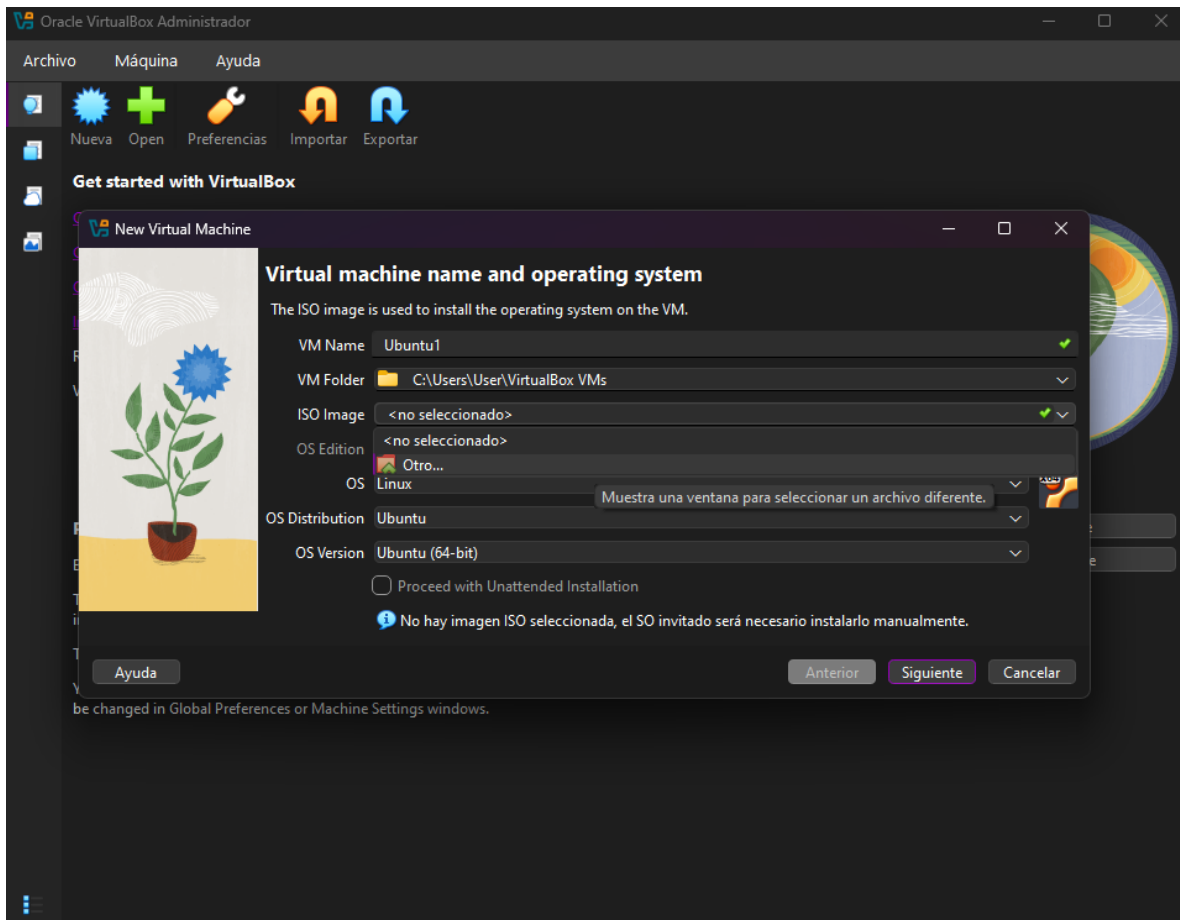 Oracle VirtualBox Administrador
Archivo Máquina Ayuda
Nueva Open Preferencias Importar Exportar
Get started with VirtualBox
New Virtual Machine
Virtual machine name and operating system
The ISO image is used to install the operating system on the VM.
VM Name Ubuntu1
VM Folder C:\Users\User\VirtualBox VMs
ISO Image <no seleccionado>
OS Edition <no seleccionado>
Otro...
OS Linux
Muestra una ventana para seleccionar un archivo diferente.
OS Distribution Ubuntu
OS Version Ubuntu (64-bit)
Proceed with Unattended Installation
No hay imagen ISO seleccionada, el SO invitado será necesario instalarlo manualmente.
Ayuda Anterior Siguiente Cancelar
be changed in Global Preferences or Machine Settings windows.